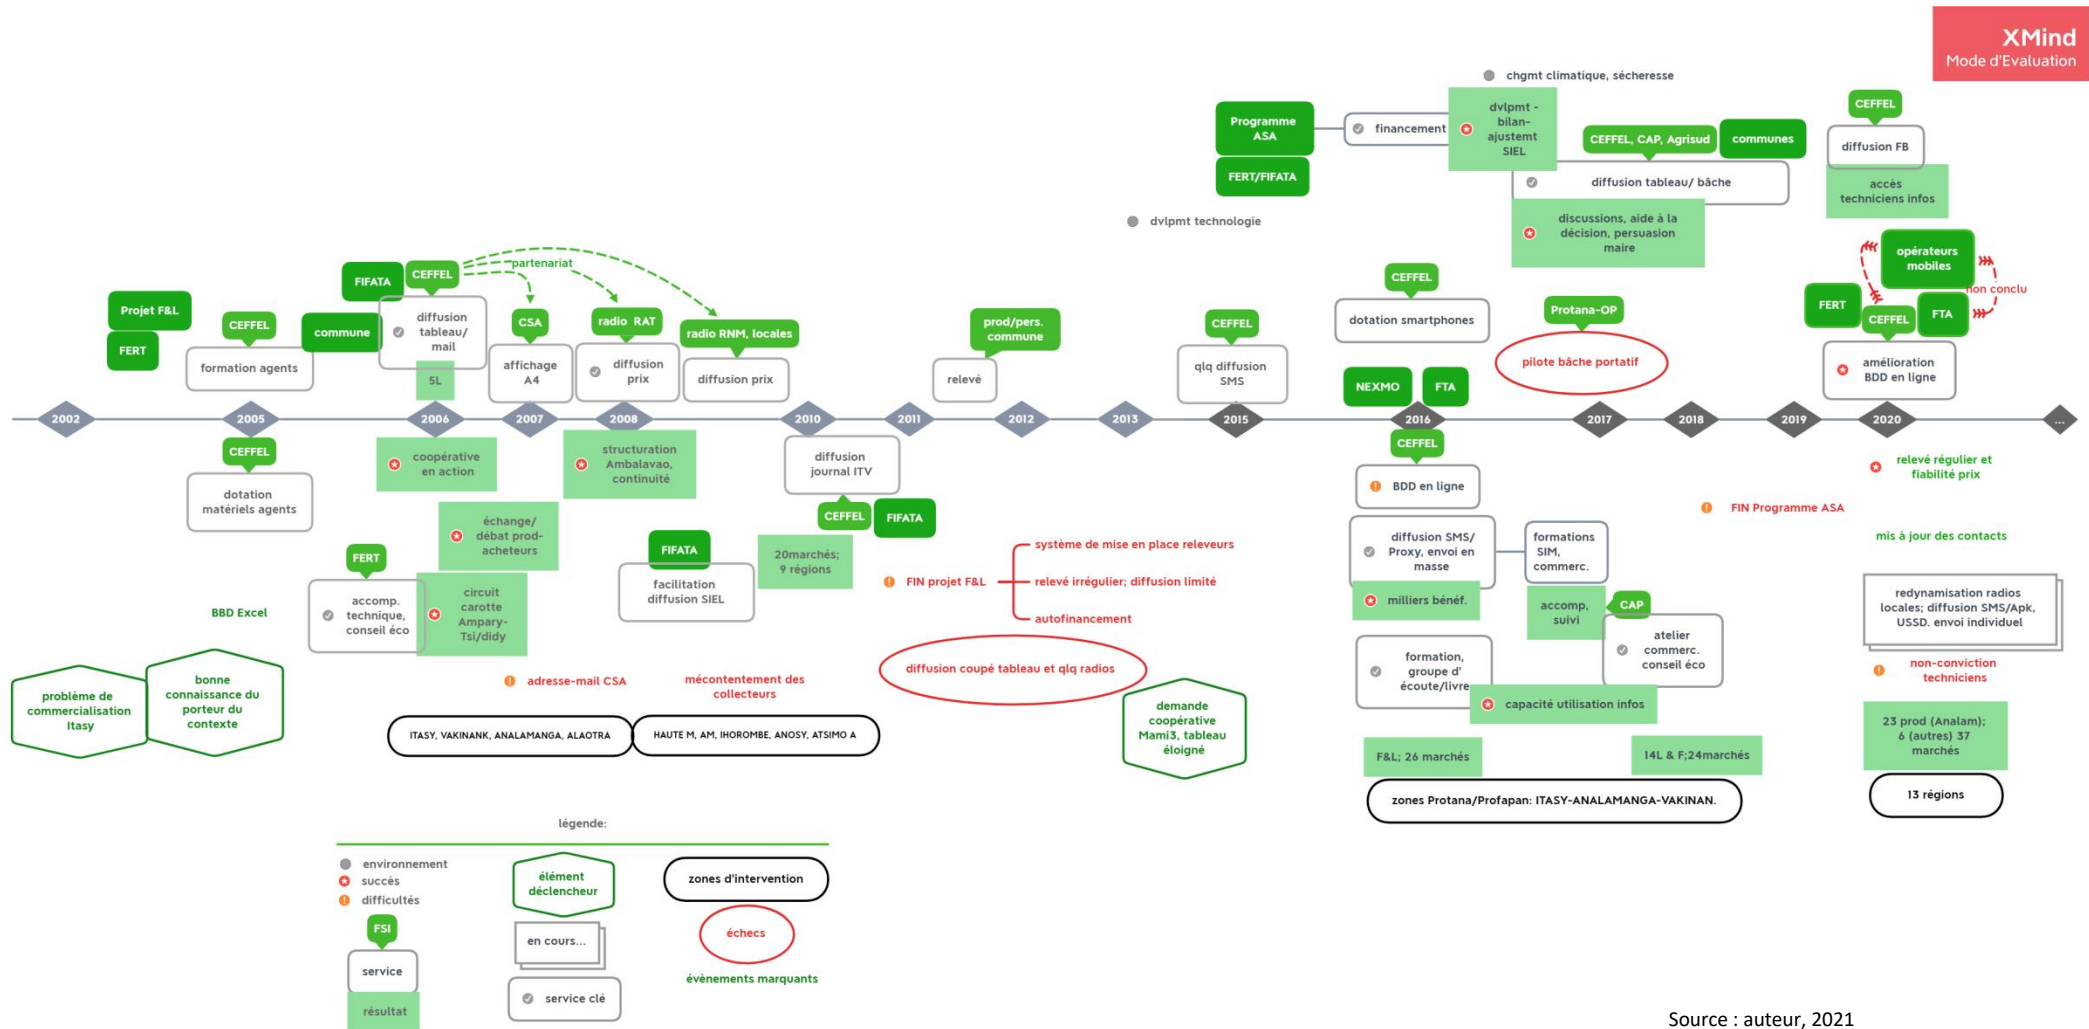 XMind
Mode d'Evaluation
chgmt climatique, sécheresse
Programme
ASA
FERT/FIFATA
financement
dvlpmt -
bilan-
ajustemt
SIEL
CEFFEL, CAP, Agrisud
communes
diffusion tableau/ bâche
discussions, aide à la
décision, persuasion
maire
CEFFEL
diffusion FB
accès
techniciens infos
dvlpmt technologie
Projet F&L
FERT
CEFFEL
formation agents
commune
FIFATA
CEFFEL
diffusion
tableau/
mail
5L
partenariat
CSA
affichage
A4
radio RAT
diffusion
prix
radio RNM, locales
diffusion prix
prod/pers.
commune
relevé
CEFFEL
qlq diffusion
SMS
CEFFEL
dotation smartphones
NEXMO
FTA
Protana-OP
pilote bâche portatif
opérateurs
mobiles
non conclu
FERT
CEFFEL
FTA
amélioration
BDD en ligne
2002
2005
2006
2007
2008
2010
2011
2012
2013
2015
2016
2017
2018
2019
2020
...
CEFFEL
dotation
matériels agents
coopérative
en action
échange/
débat prod-
acheteurs
FERT
accomp.
technique,
conseil éco
circuit
carotte
Ampary-
Tsi/didy
BBD Excel
structuration
Ambalavao,
continuité
FIFATA
facilitation
diffusion SIEL
diffusion
journal ITV
CEFFEL
FIFATA
20marchés;
9 régions
FIN projet F&L
système de mise en place releveurs
relevé irrégulier; diffusion limité
autofinancement
diffusion coupé tableau et qlq radios
CEFFEL
BDD en ligne
diffusion SMS/
Proxy, envoi en
masse
milliers bénéf.
formations
SIM,
commerc.
accomp,
suivi
CAP
atelier
commerc.
conseil éco
formation,
groupe d'
écoute/livre
capacité utilisation infos
FIN Programme ASA
relevé régulier et
fiabilité prix
mis à jour des contacts
redynamisation radios
locales; diffusion SMS/Apk,
USSD. envoi individuel
non-conviction
techniciens
23 prod (Analam);
6 (autres) 37
marchés
13 régions
problème de
commercialisation
Itasy
bonne
connaissance du
porteur du
contexte
adresse-mail CSA
mécontentement des
collecteurs
ITASY, VAKINANK, ANALAMANGA, ALAOTRA
HAUTE M, AM, IHOROMBE, ANOSY, ATSIMO A
demande
coopérative
Mami3, tableau
éloigné
F&L; 26 marchés
14L & F;24marchés
zones Protana/Profapan: ITASY-ANALAMANGA-VAKINAN.
légende:
environnement
succès
difficultés
FSI
service
résultat
élément
déclencheur
en cours...
service clé
zones d'intervention
échecs
évènements marquants
Source : auteur, 2021